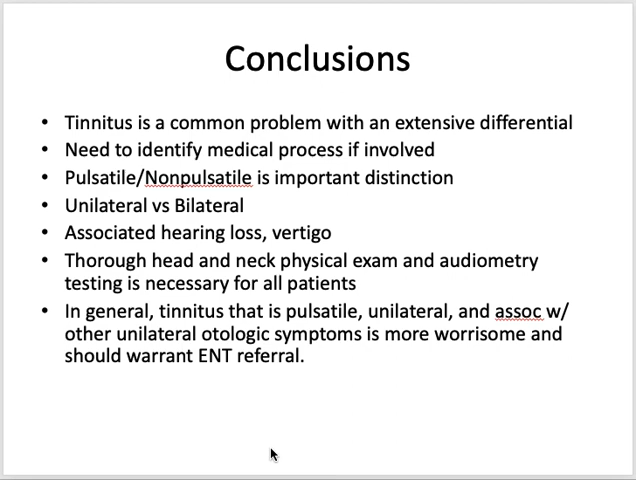 Conclusions
• Tinnitus is a common problem with an extensive differential
• Need to identify medical process if involved
• Pulsatile/Nonpulsatile is important distinction
• Unilateral vs Bilateral
• Associated hearing loss, vertigo
• Thorough head and neck physical exam and audiometry
testing is necessary for all patients
• In general, tinnitus that is pulsatile, unilateral, and assoc w/
other unilateral otologic symptoms is more worrisome and
should warrant ENT referral.